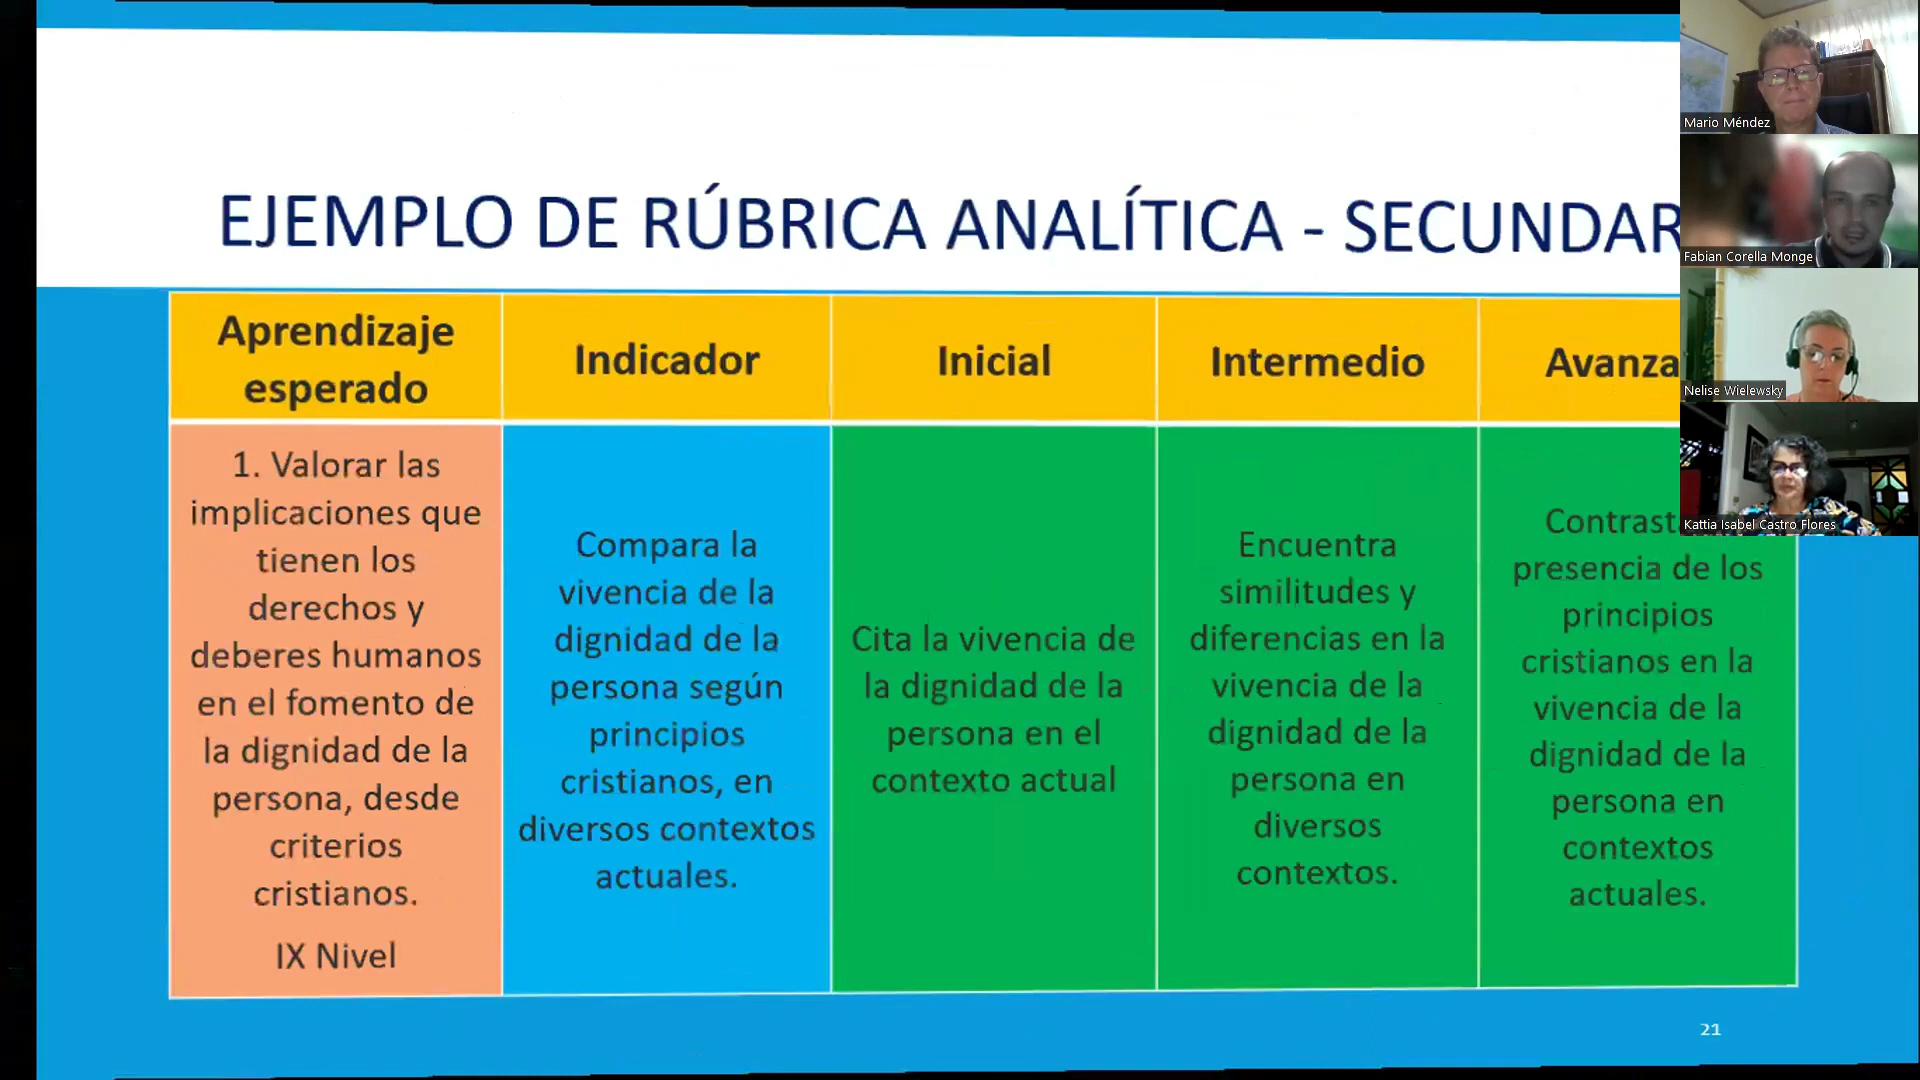 EJEMPLO DE RÚBRICA ANALÍTICA - SECUNDAR
Aprendizaje
esperado
Indicador
Inicial
Intermedio
Avanza
1. Valorar las
implicaciones que
tienen los
derechos y
deberes humanos
en el fomento de
la dignidad de la
persona, desde
criterios
cristianos.
IX Nivel
Compara la
vivencia de la
dignidad de la
persona según
principios
cristianos, en
diversos contextos
actuales.
Cita la vivencia de
la dignidad de la
persona en el
contexto actual
Encuentra
similitudes y
diferencias en la
vivencia de la
dignidad de la
persona en
diversos
contextos.
Contrast
presencia de los
principios
cristianos en la
vivencia de la
dignidad de la
persona en
contextos
actuales.
21
Mario Méndez
Fabian Corella Monge
Nelise Wielewsky
Kattia Isabel Castro Flores